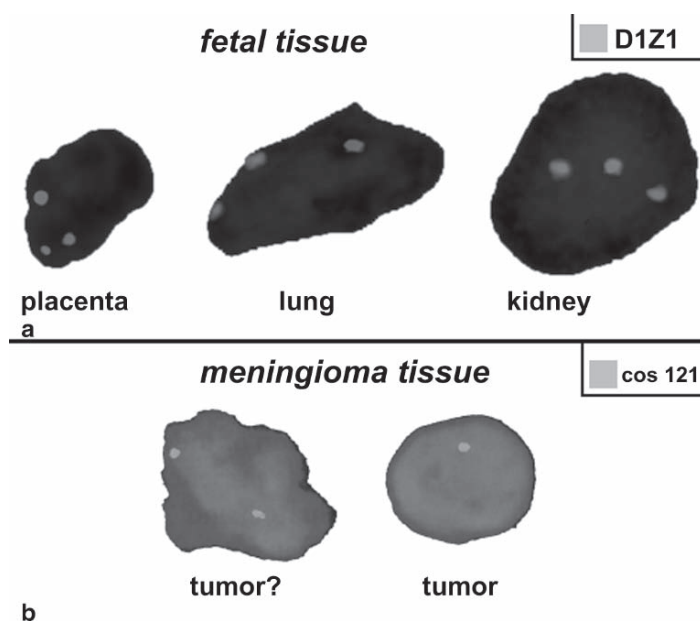 fetal tissue
D1Z1
placenta
lung
kidney
a
meningioma tissue
cos 121
tumor?
tumor
b